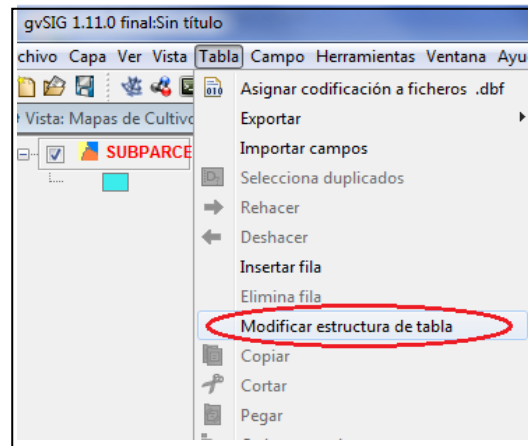 gvSIG 1.11.0 final:Sin título
chivo Capa Ver Vista Tabla Campo Herramientas Ventana Ayu
Vista: Mapas de Cultivo
SUBPARCE
010
Asignar codificación a ficheros .dbf
Exportar
Importar campos
Selecciona duplicados
Rehacer
Deshacer
Insertar fila
Elimina fila
Modificar estructura de tabla
Copiar
Cortar
Pegar